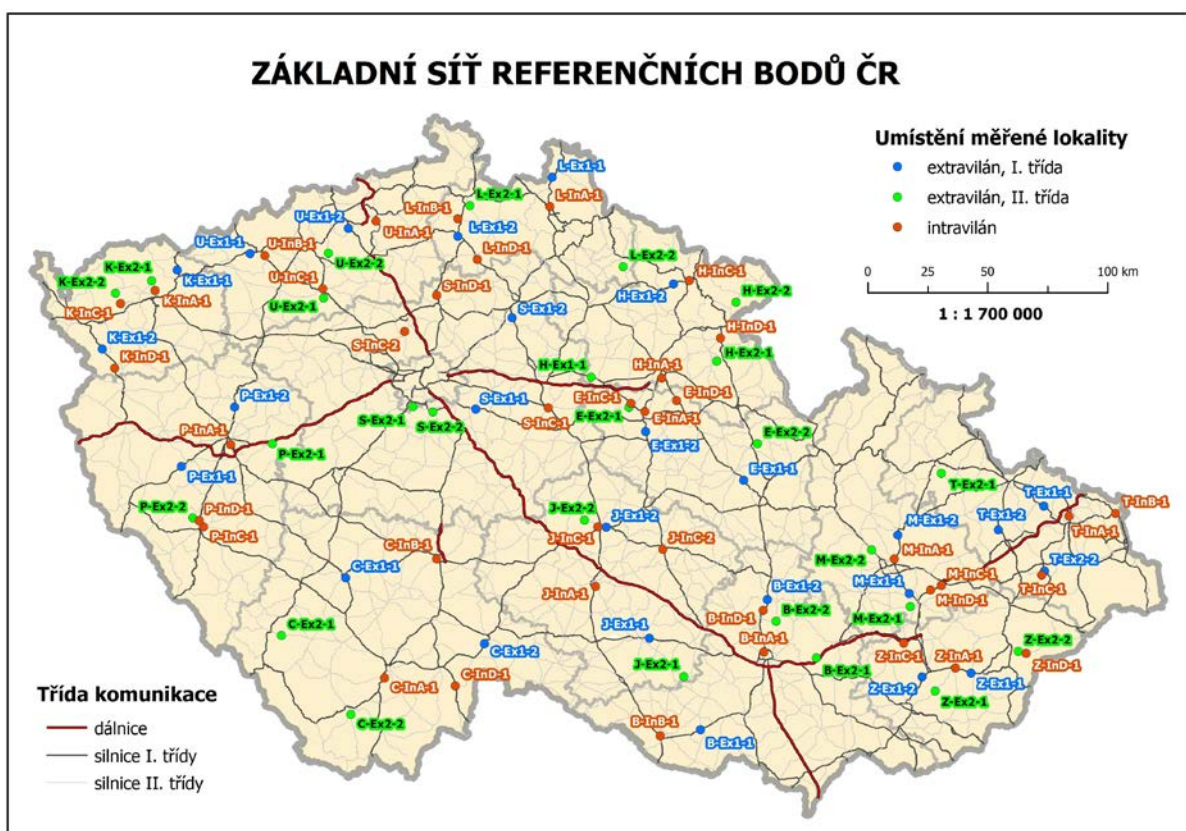 ZÁKLADNÍ SÍŤ REFERENČNÍCH BODŮ ČR
Umístění měřené lokality
extravilán, I. třída
extravilán, II. třída
intravilán
0 25 50 100 km
1 : 1 700 000
L-Ex1-1
L-Ex2-1
L-InA-1
L-InB-1
U-Ex1-2
U-InA-1
L-Ex1-2
U-Ex1-1
U-InB-1
L-InD-1
U-Ex2-2
L-Ex2-2
H-InC-1
K-Ex2-1
K-Ex1-1
K-Ex2-2
U-InC-1
S-InD-1
H-Ex1-2
H-Ex2-2
K-InA-1
K-InC-1
U-Ex2-1
S-Ex1-2
H-InD-1
K-Ex1-2
S-InC-2
K-InD-1
H-Ex1-1
H-InA-1
H-Ex2-1
P-Ex1-2
S-Ex2-1
S-Ex2-2
S-Ex1-1
S-InC-1
E-InC-1
E-Ex2-1
E-InA-1
E-InD-1
P-InA-1
P-Ex2-1
E-Ex1-2
E-Ex2-2
P-Ex1-1
E-Ex1-1
T-Ex2-1
P-Ex2-2
P-InD-1
P-InC-1
J-Ex2-2
J-Ex1-2
J-InC-1
J-InC-2
M-Ex1-2
T-Ex1-1
T-Ex1-2
T-InB-1
T-InA-1
C-InB-1
C-Ex1-1
M-Ex2-2
M-InA-1
T-Ex2-2
M-InC-1
T-InC-1
J-InA-1
B-Ex1-2
M-Ex1-1
M-InD-1
B-InD-1
B-Ex2-2
M-Ex2-1
C-Ex2-1
C-Ex1-2
J-Ex1-1
B-InA-1
Z-Ex2-2
Z-InC-1
Z-InA-1
Z-InD-1
B-Ex2-1
J-Ex2-1
C-InA-1
C-InD-1
Z-Ex1-2
Z-Ex1-1
Z-Ex2-1
C-Ex2-2
B-InB-1
B-Ex1-1
Třída komunikace
dálnice
silnice I. třídy
silnice II. třídy